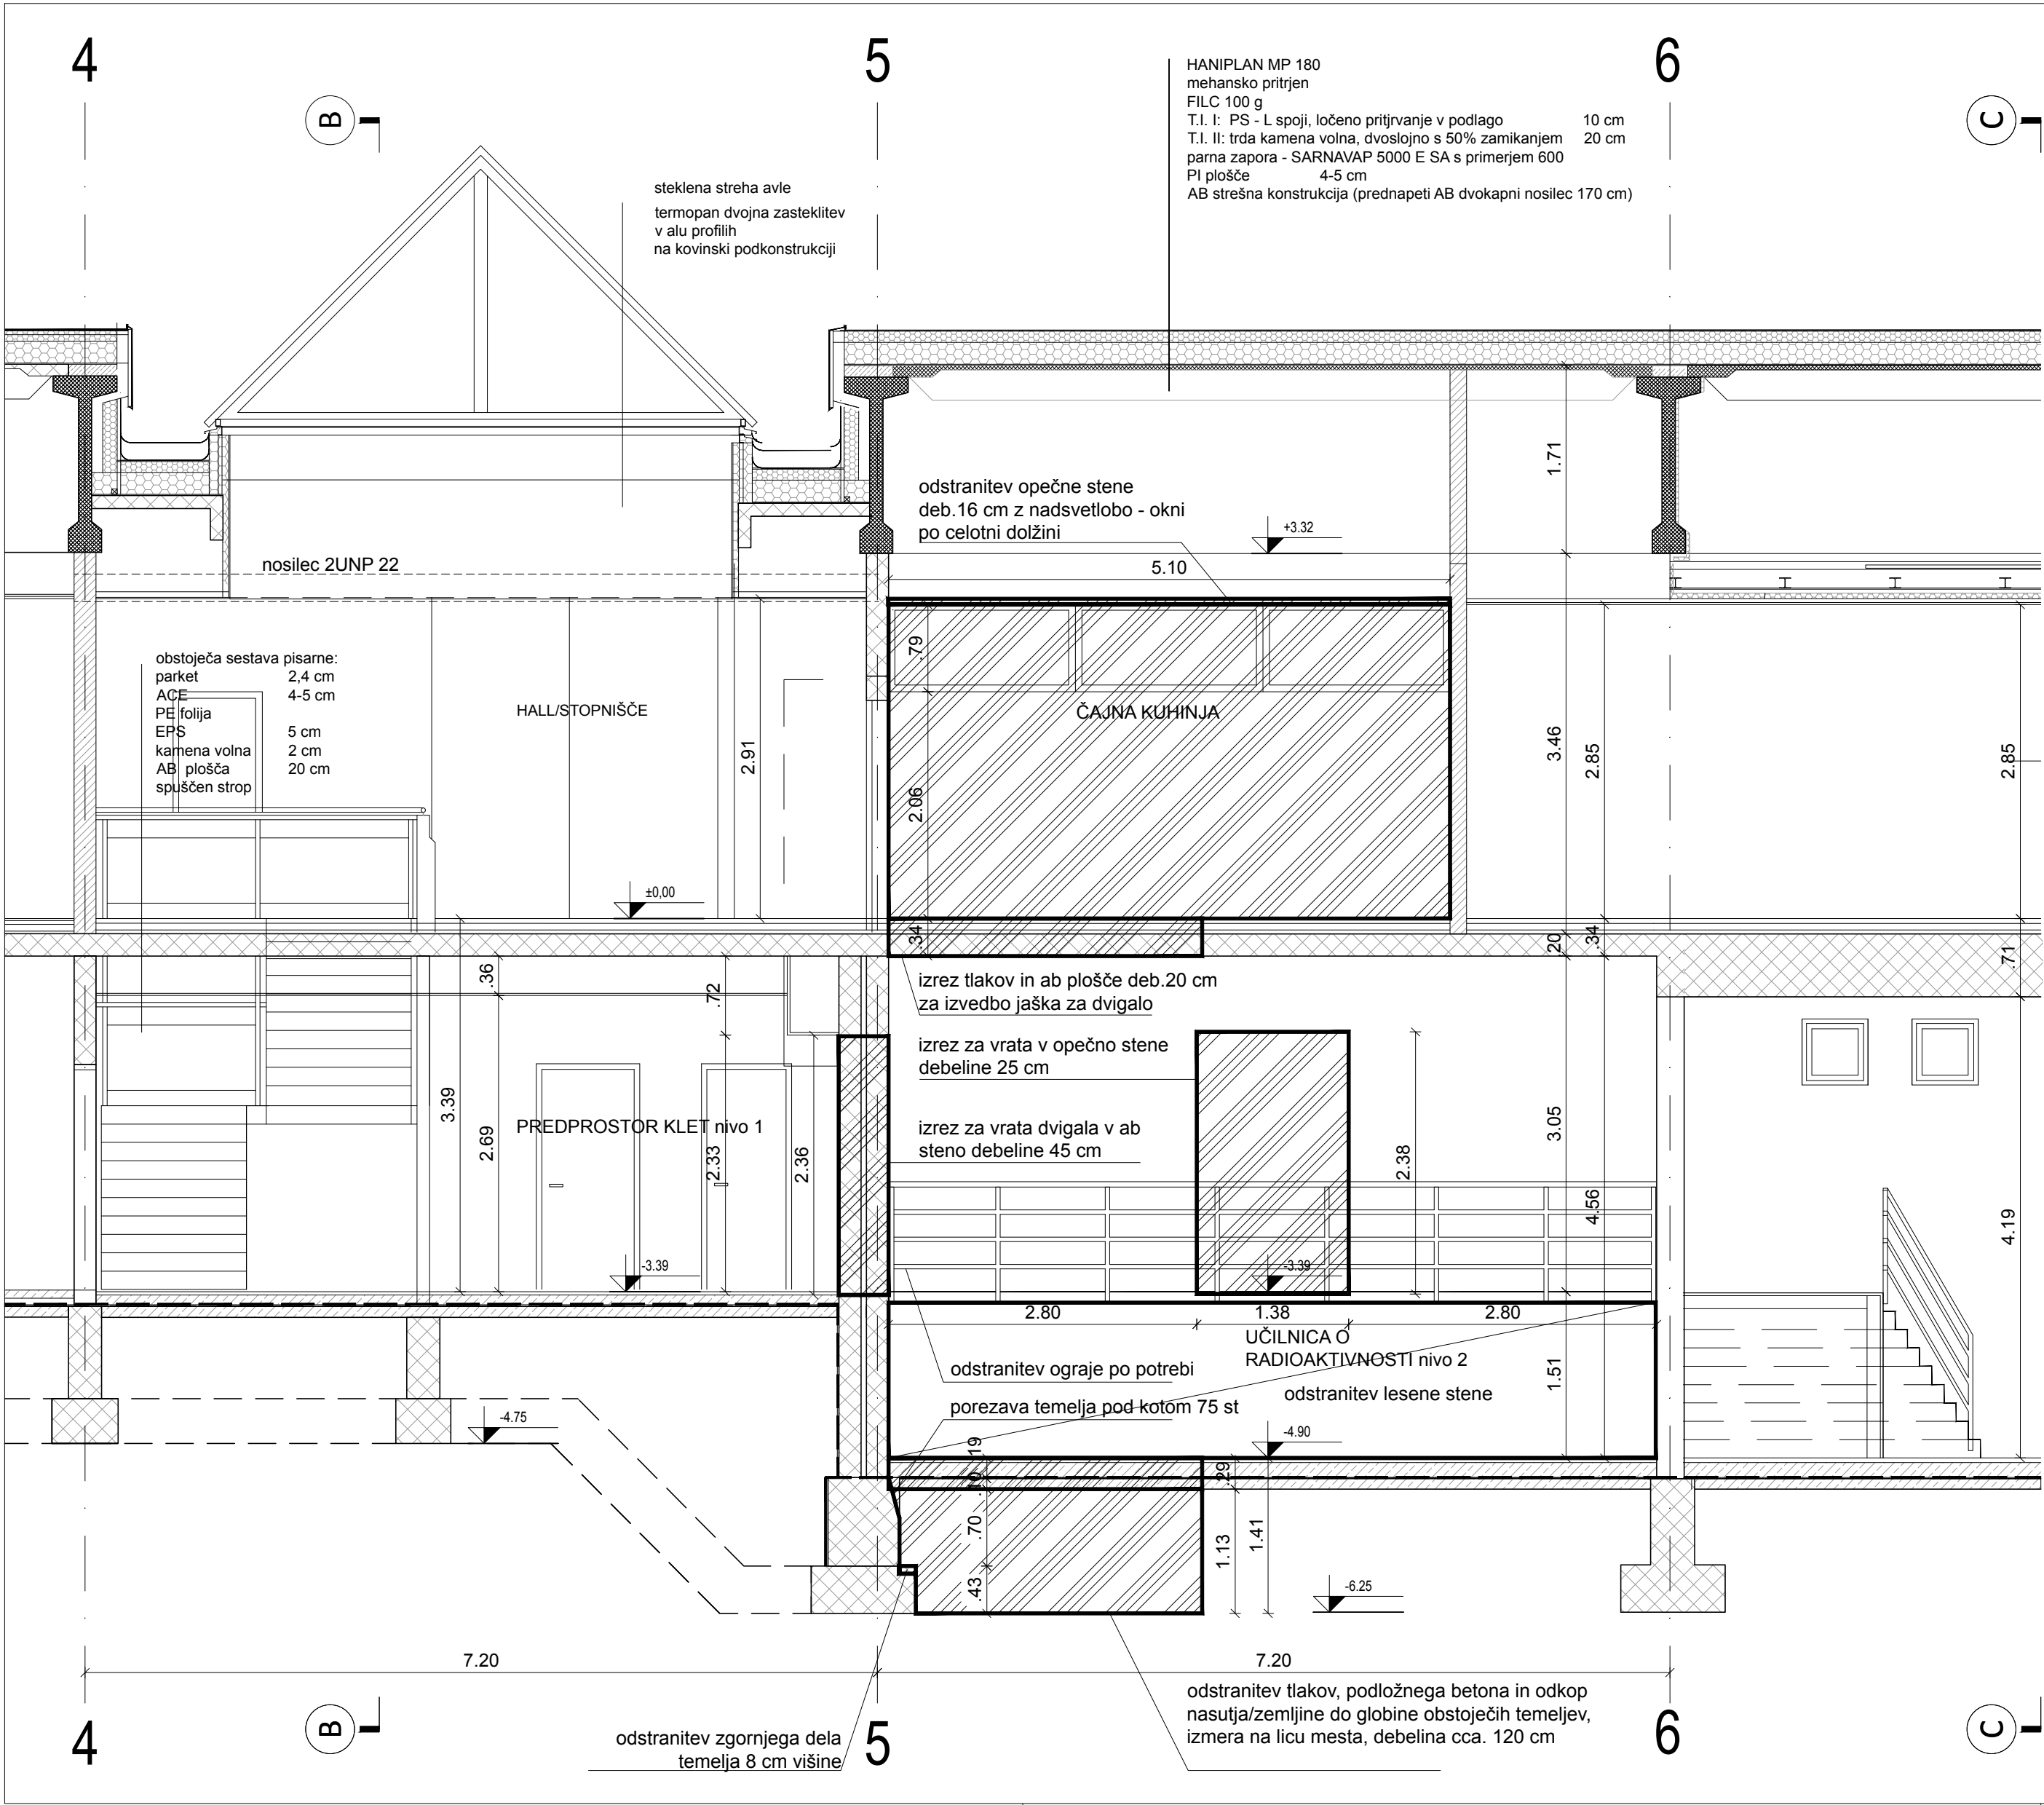 4
5
6
B
C
HANIPLAN MP 180
mehansko pritrjen
FILC 100 g
T.I. I: PS - L spoji, ločeno pritjrvanje v podlago 10 cm
T.I. II: trda kamena volna, dvoslojno s 50% zamikanjem 20 cm
parna zapora - SARNAVAP 5000 E SA s primerjem 600
PI plošče 4-5 cm
AB strešna konstrukcija (prednapeti AB dvokapni nosilec 170 cm)
steklena streha avle
termopan dvojna zasteklitev
v alu profilih
na kovinski podkonstrukciji
1.71
odstranitev opečne stene
deb.16 cm z nadsvetlobo - okni
po celotni dolžini
+3.32
nosilec 2UNP 22
5.10
obstoječa sestava pisarne:
parket 2,4 cm
ACE 4-5 cm
PE folija
EPS 5 cm
kamena volna 2 cm
AB plošča 20 cm
spuščen strop
HALL/STOPNIŠČE
2.91
.79
ČAJNA KUHINJA
2.06
3.46
2.85
2.85
±0,00
.34
.20
.34
.71
.36
.72
izrez tlakov in ab plošče deb.20 cm
za izvedbo jaška za dvigalo
izrez za vrata v opečno stene
debeline 25 cm
izrez za vrata dvigala v ab
steno debeline 45 cm
3.39
2.69
PREDPROSTOR KLET nivo 1
2.33
2.36
2.38
3.05
4.56
4.19
-3.39
-3.39
2.80
1.38
2.80
UČILNICA O
RADIOAKTIVNOSTI nivo 2
odstranitev ograje po potrebi
odstranitev lesene stene
1.51
porezava temelja pod kotom 75 st
-4.75
-4.90
.19
.10
.29
.70
1.13
1.41
.43
-6.25
7.20
7.20
odstranitev zgornjega dela
temelja 8 cm višine
odstranitev tlakov, podložnega betona in odkop
nasutja/zemljine do globine obstoječih temeljev,
izmera na licu mesta, debelina cca. 120 cm
4
B
5
6
C